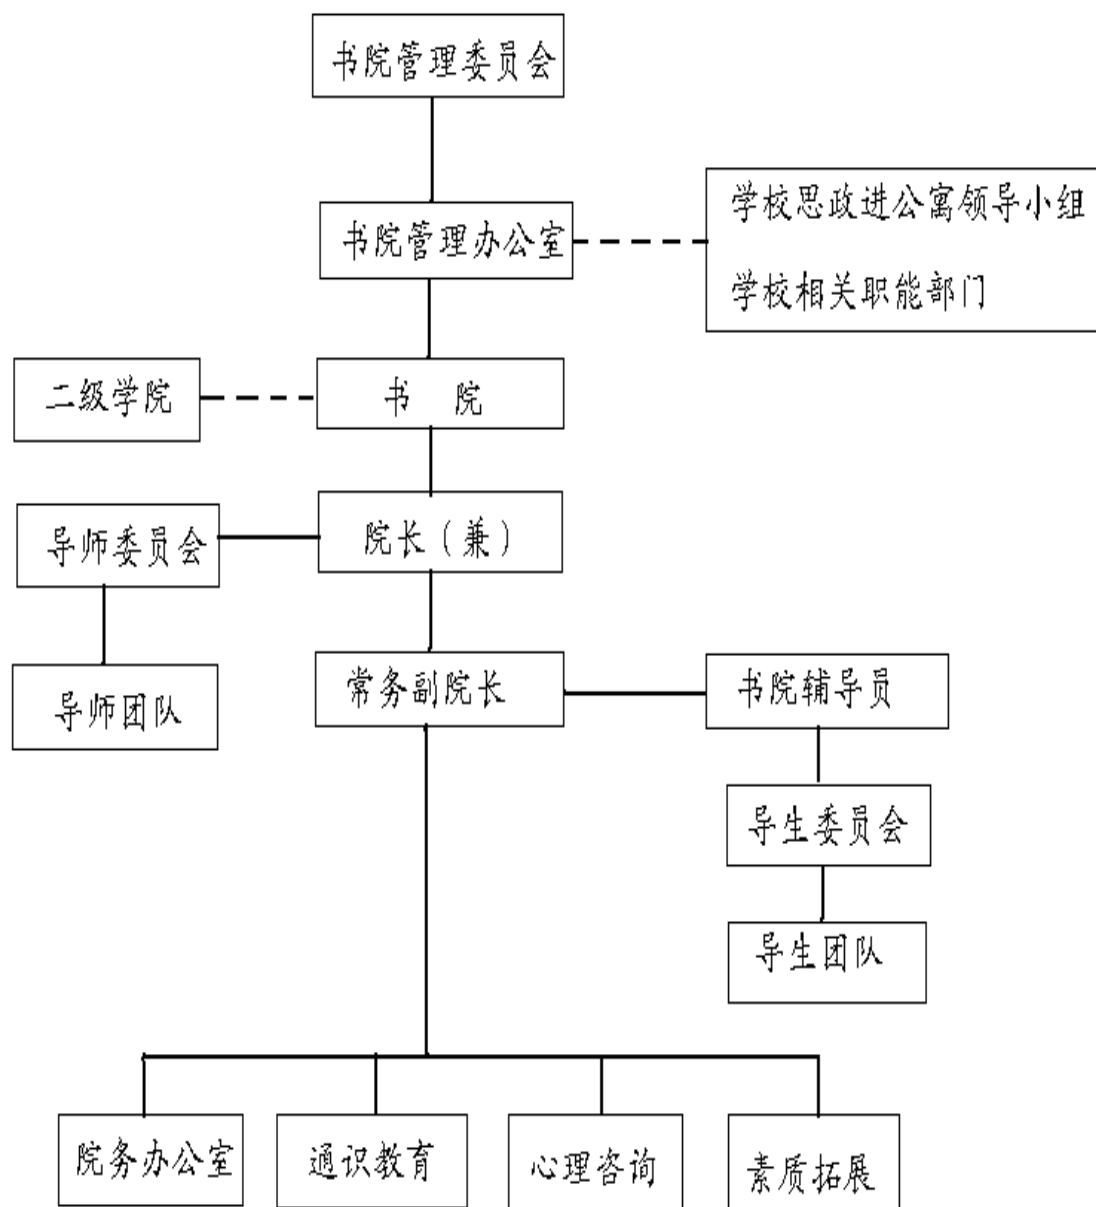 书院管理委员会
学校思政进公寓领导小组
书院管理办公室
学校相关职能部门
二级学院
书 院
导师委员会
院长（兼）
导师团队
常务副院长
书院辅导员
导生委员会
导生团队
院务办公室
通识教育
心理咨询
素质拓展